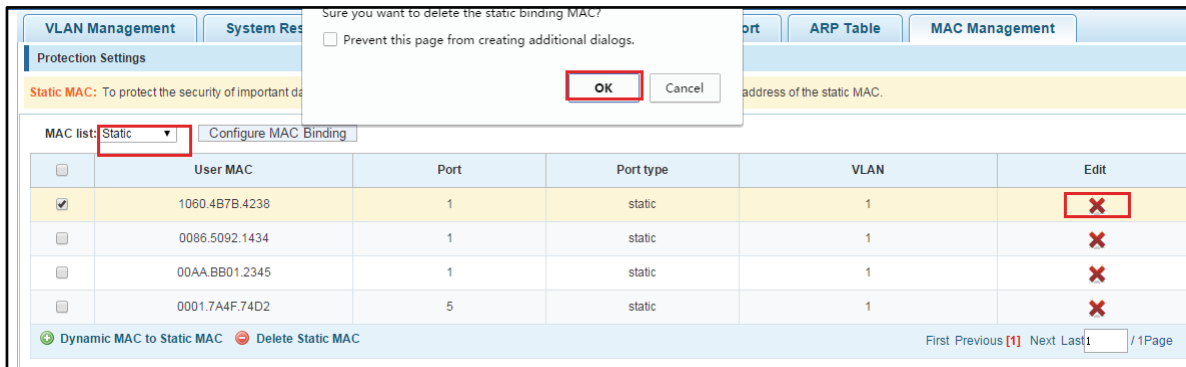 Sure you want to delete the static binding MAC?
Prevent this page from creating additional dialogs.
OK Cancel
VLAN Management System Res ort ARP Table MAC Management
Protection Settings
Static MAC: To protect the security of important da address of the static MAC.
MAC list: Static Configure MAC Binding
User MAC Port Port type VLAN Edit
1060.4B7B.4238 1 static 1
0086.5092.1434 1 static 1
00AA.BB01.2345 1 static 1
0001.7A4F.74D2 5 static 1
Dynamic MAC to Static MAC Delete Static MAC First Previous [1] Next Last 1 / 1Page